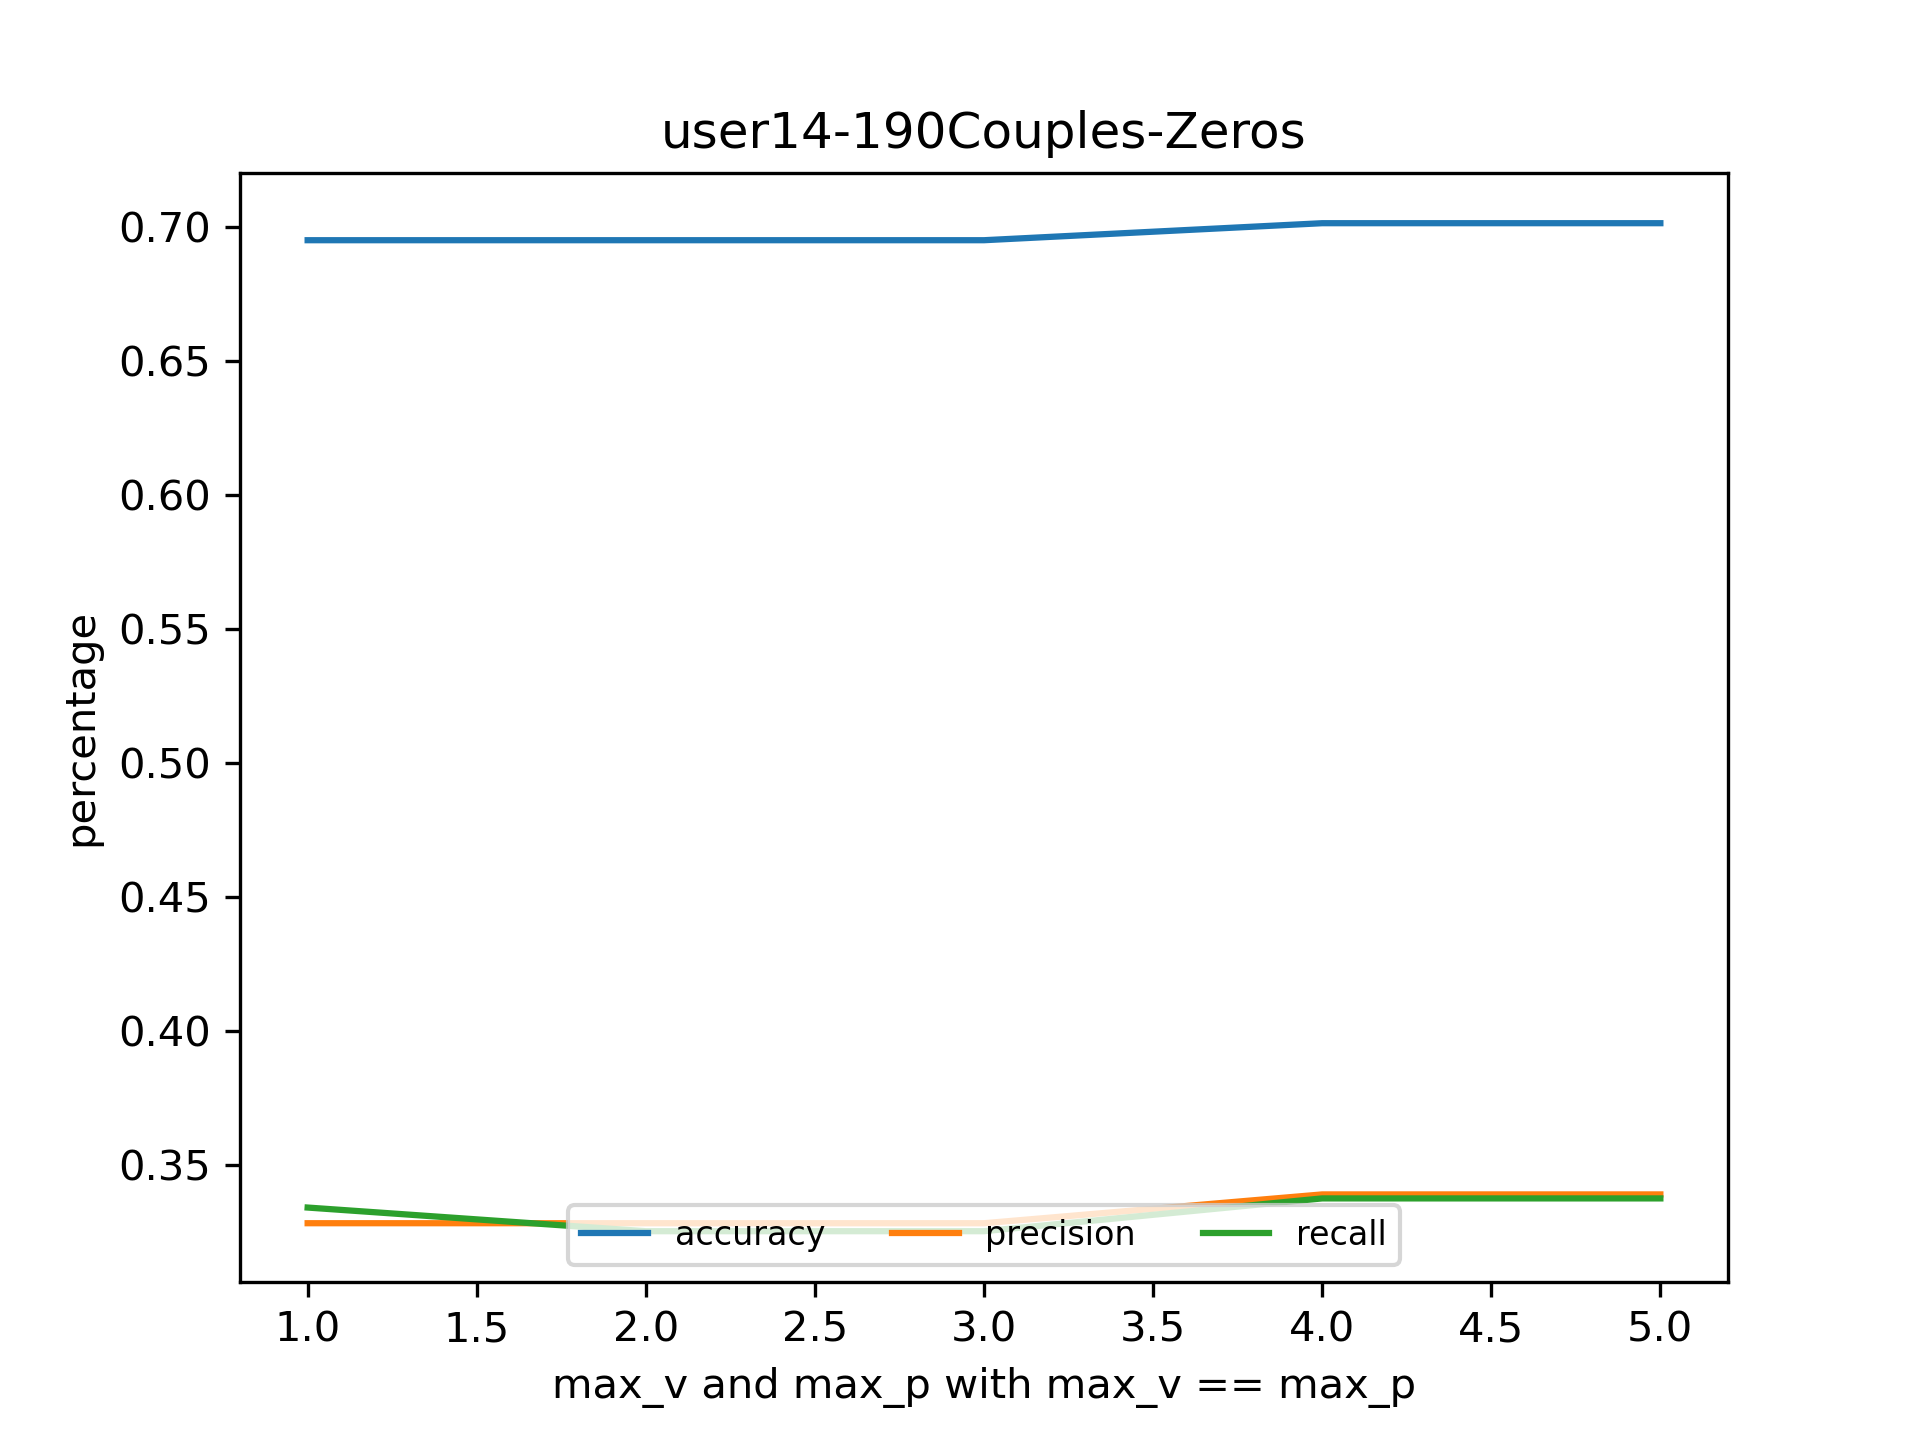 user14-190Couples-Zeros
percentage
0.70
0.65
0.60
0.55
0.50
0.45
0.40
0.35
accuracy precision recall
1.0 1.5 2.0 2.5 3.0 3.5 4.0 4.5 5.0
max_v and max_p with max_v == max_p